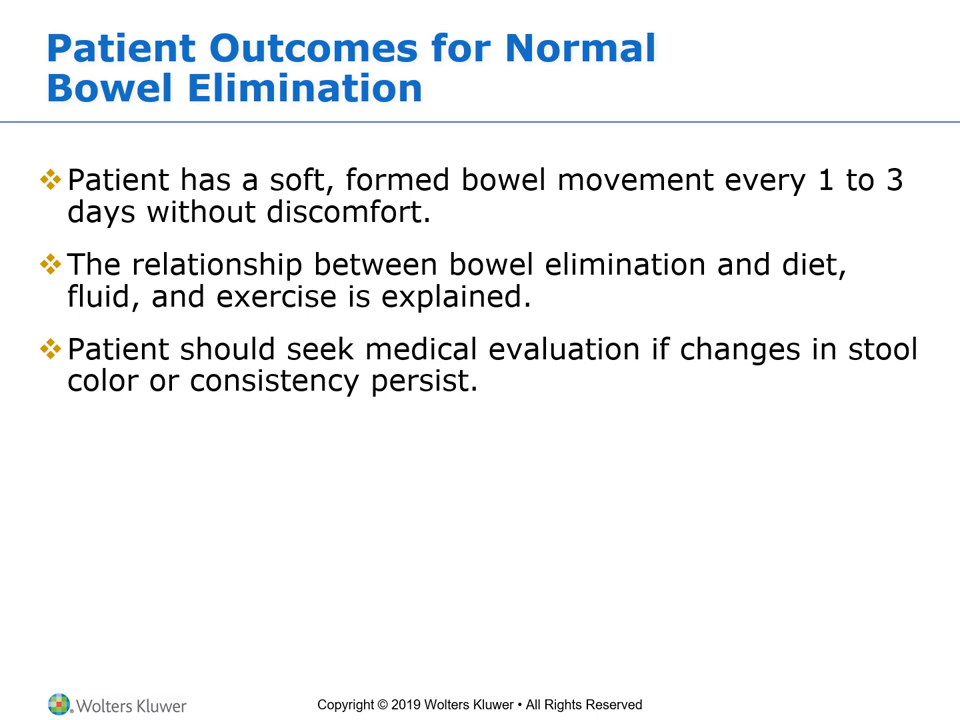 Patient Outcomes for Normal
Bowel Elimination
Patient has a soft, formed bowel movement every 1 to 3
days without discomfort.
The relationship between bowel elimination and diet,
fluid, and exercise is explained.
Patient should seek medical evaluation if changes in stool
color or consistency persist.
Wolters Kluwer
Copyright © 2019 Wolters Kluwer • All Rights Reserved